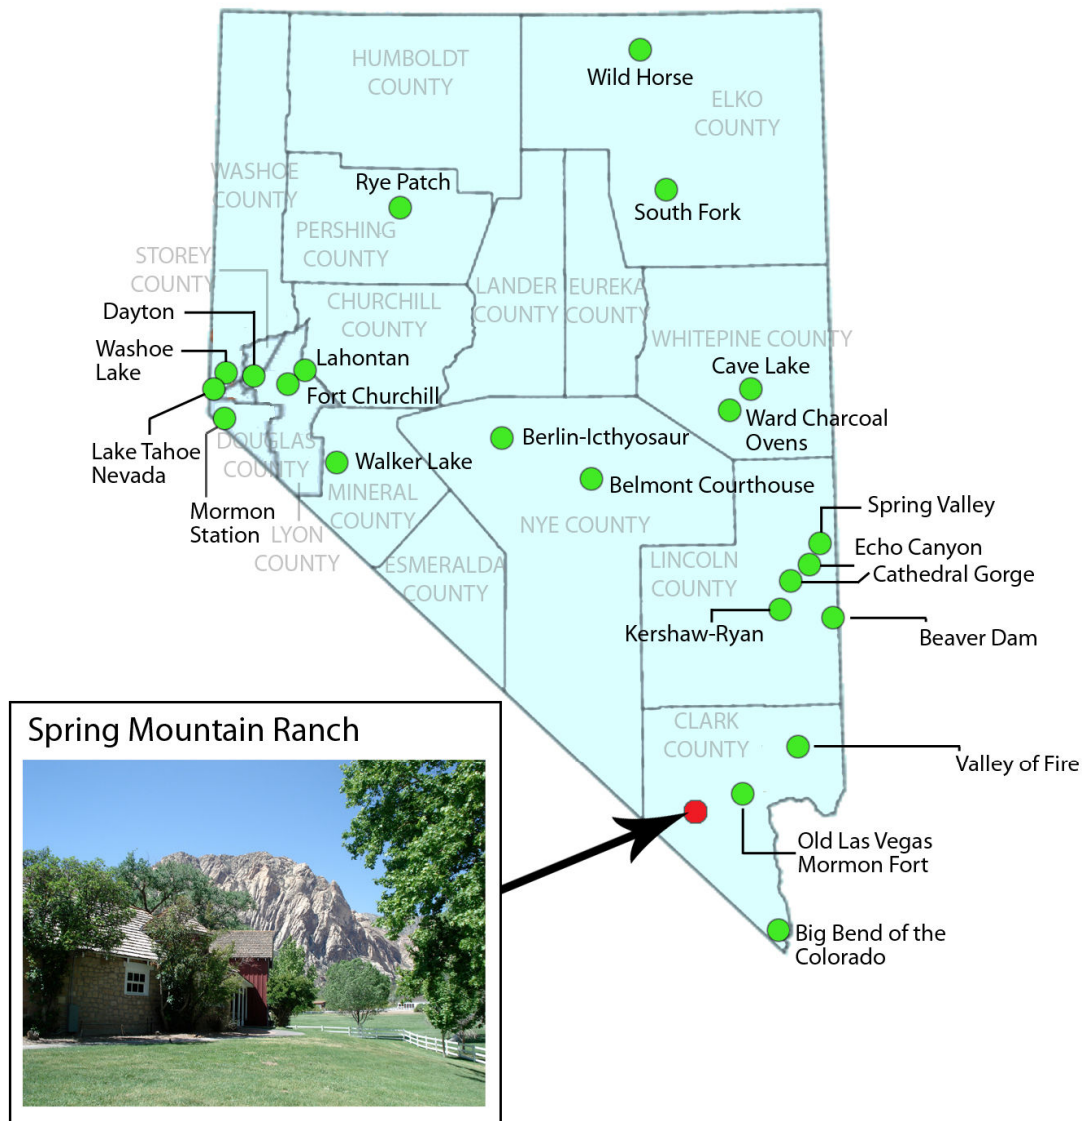 HUMBOLDT
COUNTY
Wild Horse
ELKO
COUNTY
WASHOE
COUNTY
Rye Patch
South Fork
PERSHING
COUNTY
STOREY
COUNTY
LANDER
COUNTY
EUREKA
COUNTY
CHURCHILL
COUNTY
Dayton
WHITEPINE COUNTY
Washoe
Lake
Lahontan
Cave Lake
Fort Churchill
Ward Charcoal
Ovens
Lake Tahoe
Nevada
DOUGLAS
COUNTY
Berlin-Icthyosaur
Walker Lake
Belmont Courthouse
MINERAL
COUNTY
Mormon
Station
LYON
COUNTY
NYE COUNTY
Spring Valley
Echo Canyon
Cathedral Gorge
ESMERALDA
COUNTY
LINCOLN
COUNTY
Kershaw-Ryan
Beaver Dam
CLARK
COUNTY
Spring Mountain Ranch
Valley of Fire
Old Las Vegas
Mormon Fort
Big Bend of the
Colorado